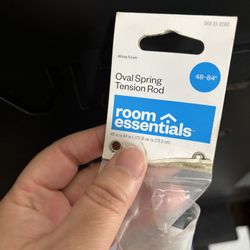 White Finish
Oval Spring
Tension Rod
48-84"
room
essentials